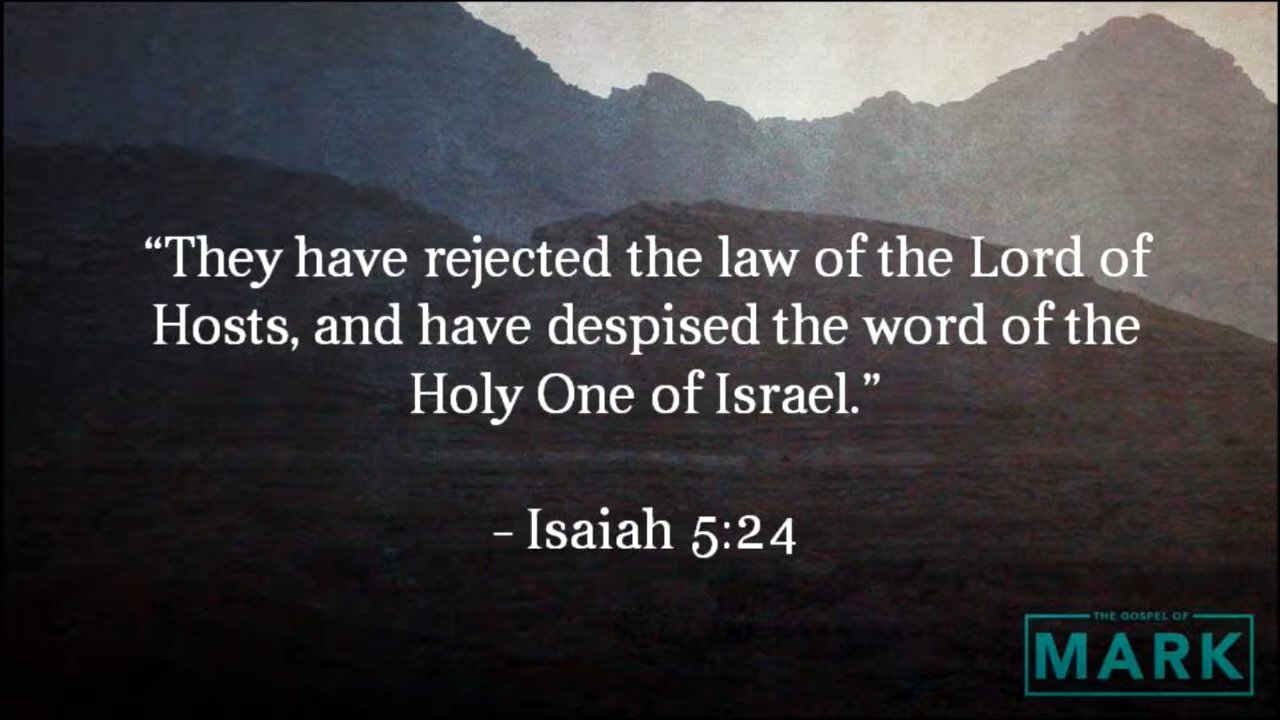 “They have rejected the law of the Lord of
Hosts, and have despised the word of the
Holy One of Israel.”
– Isaiah 5:24
THE GOSPEL OF
MARK